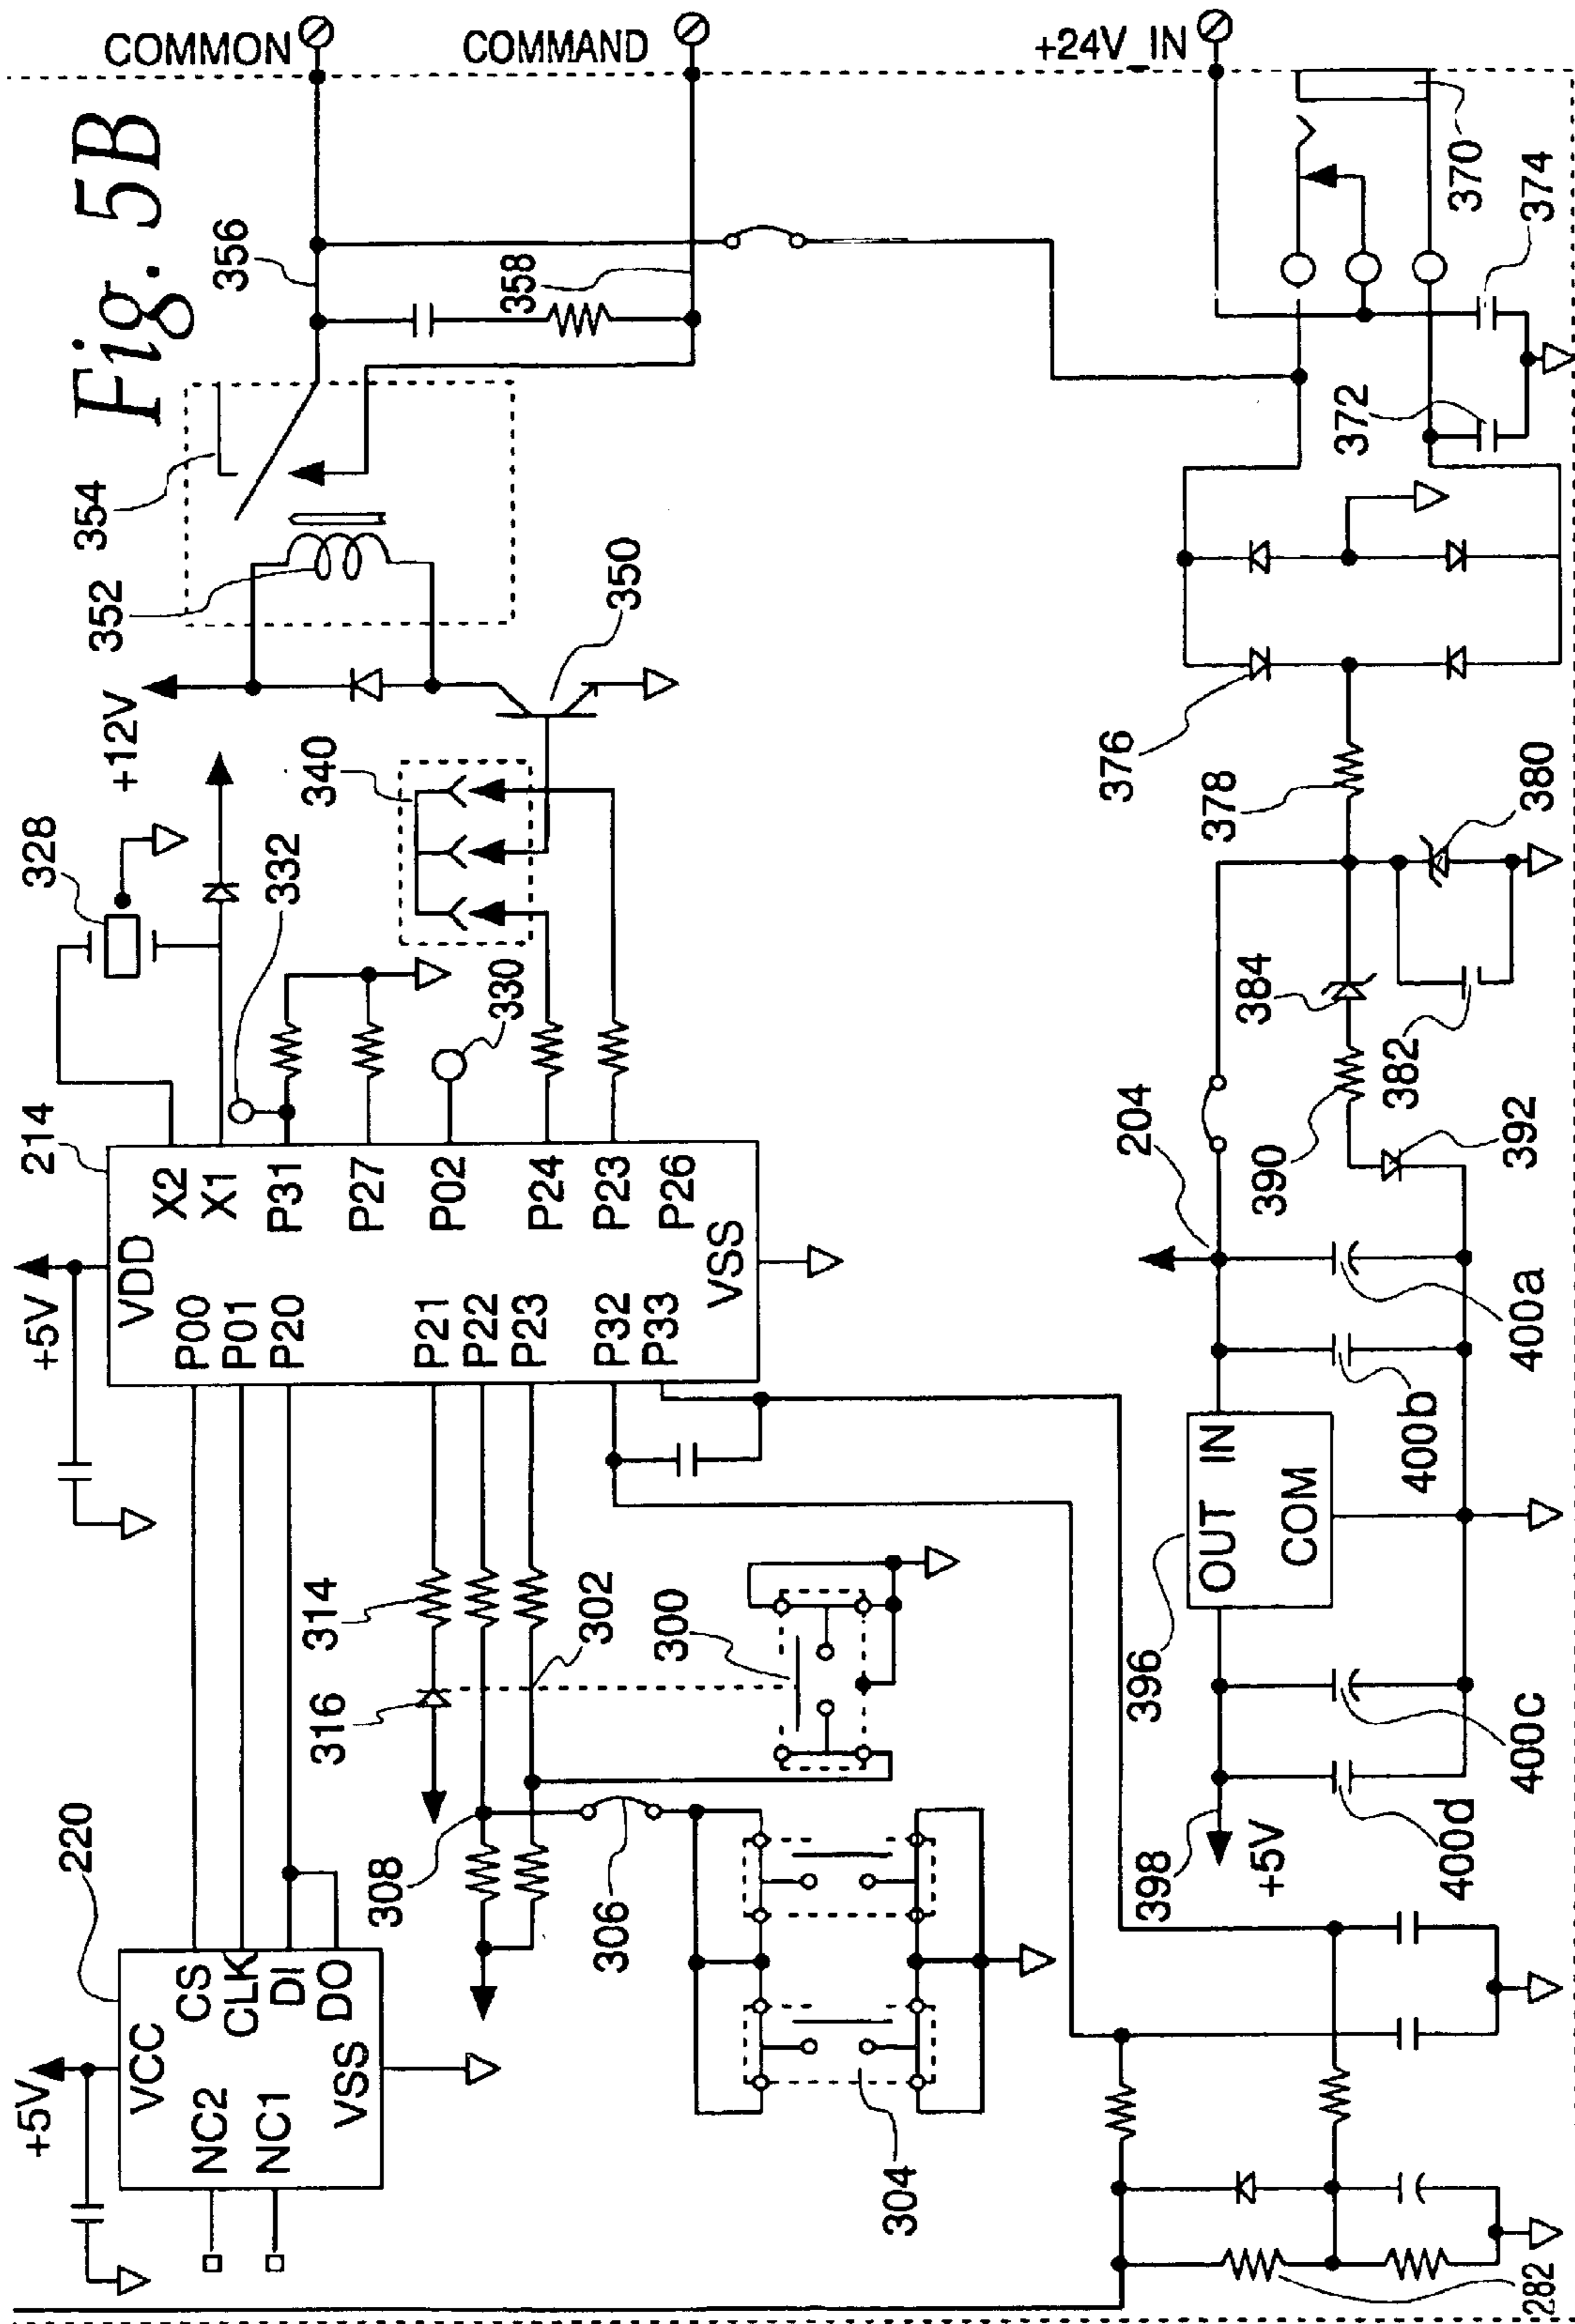 Fig. 5B
COMMON
COMMAND
+24V_IN
356
358
354
352
350
+12V
340
328
332
330
370
374
372
376
378
380
384
382
390
392
204
214
+5V
VDD
X2
X1
P31
P27
P02
P24
P23
P26
VSS
P00
P01
P20
P21
P22
P23
P32
P33
400a
400b
IN
OUT
COM
396
400c
400d
398
+5V
314
316
302
300
308
306
304
220
+5V
VCC
CS
CLK
DI
DO
NC2
NC1
VSS
282